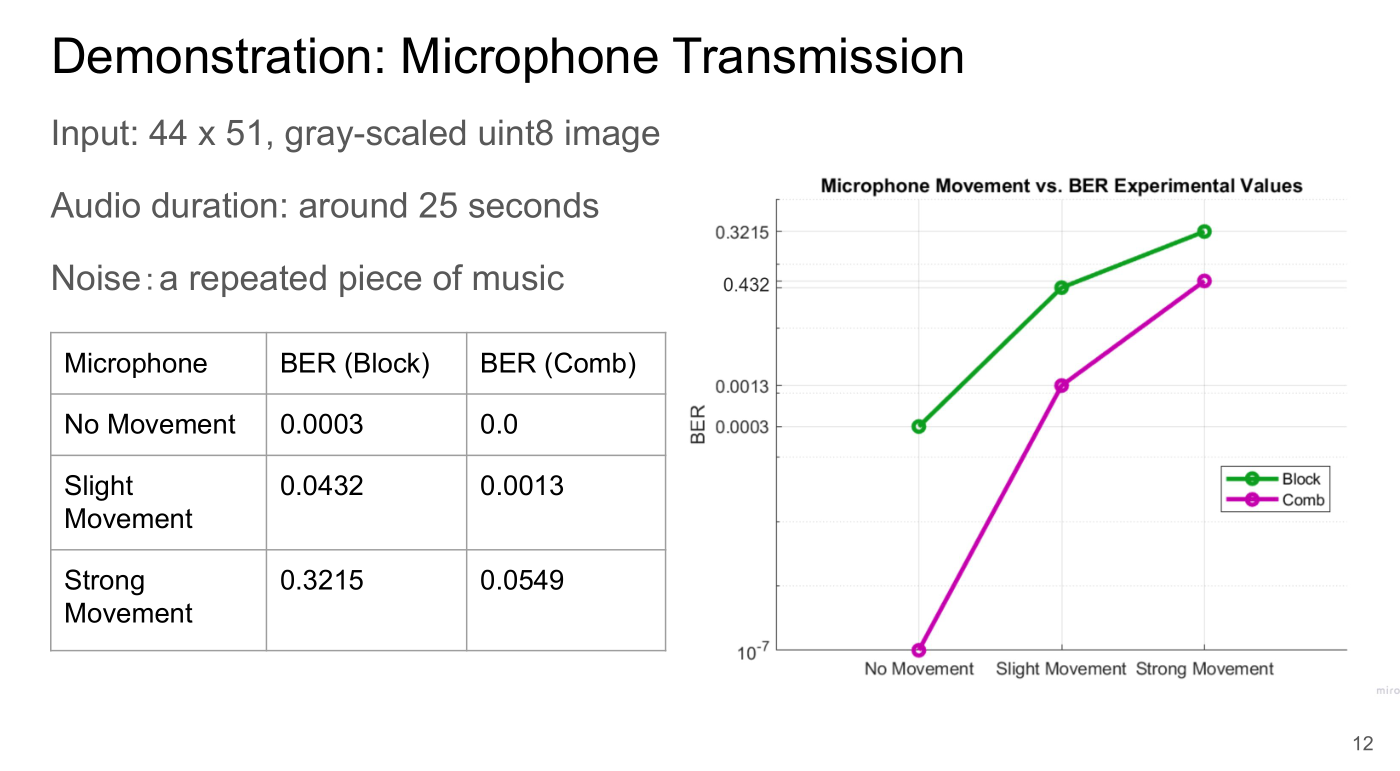 Demonstration: Microphone Transmission
Input: 44 x 51, gray-scaled uint8 image
Audio duration: around 25 seconds
Noise：a repeated piece of music
Microphone BER (Block) BER (Comb)
No Movement 0.0003 0.0
Slight Movement 0.0432 0.0013
Strong Movement 0.3215 0.0549
Microphone Movement vs. BER Experimental Values
BER
0.3215
0.432
0.0013
0.0003
10^-7
No Movement Slight Movement Strong Movement
Block
Comb
miro
12